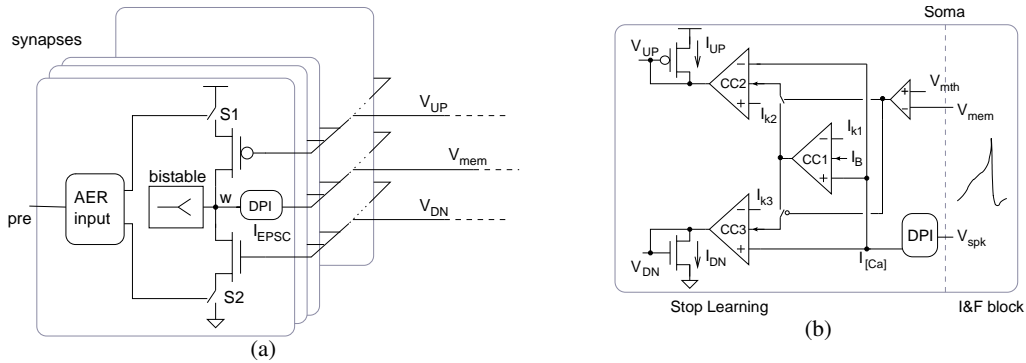 synapses
S1
V_UP
V_mem
V_DN
bistable
AER
input
pre
w
DPI
I_EPSC
S2
(a)
Soma
V_UP
I_UP
−
CC2
+
I_k2
+
−
V_mth
V_mem
−
I_k1
CC1
I_B
+
I_k3
−
CC3
+
V_DN
I_DN
DPI
V_spk
I_[Ca]
Stop Learning
I&F block
(b)